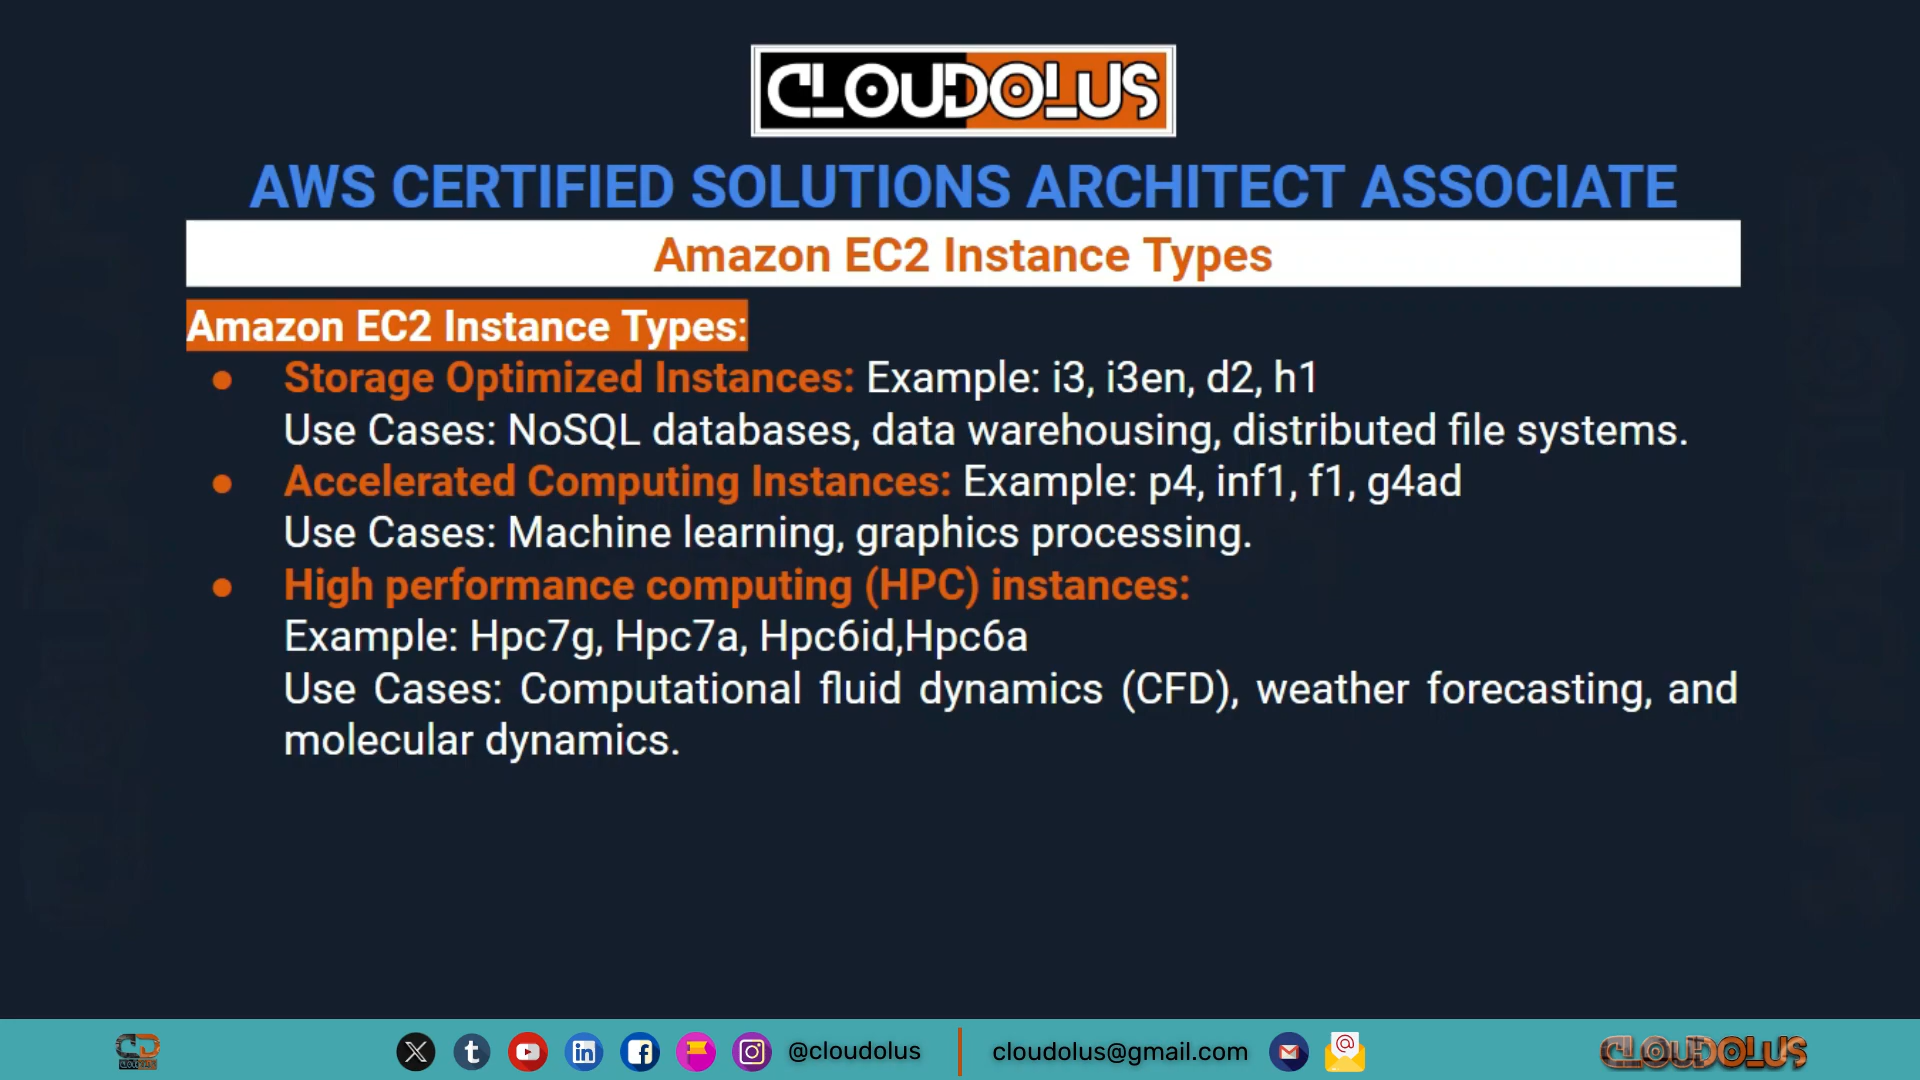 CLOUDOLUS
AWS CERTIFIED SOLUTIONS ARCHITECT ASSOCIATE
Amazon EC2 Instance Types
Amazon EC2 Instance Types:
● Storage Optimized Instances: Example: i3, i3en, d2, h1
Use Cases: NoSQL databases, data warehousing, distributed file systems.
● Accelerated Computing Instances: Example: p4, inf1, f1, g4ad
Use Cases: Machine learning, graphics processing.
● High performance computing (HPC) instances:
Example: Hpc7g, Hpc7a, Hpc6id,Hpc6a
Use Cases: Computational fluid dynamics (CFD), weather forecasting, and
molecular dynamics.
@cloudolus
cloudolus@gmail.com
CLOUDOLUS